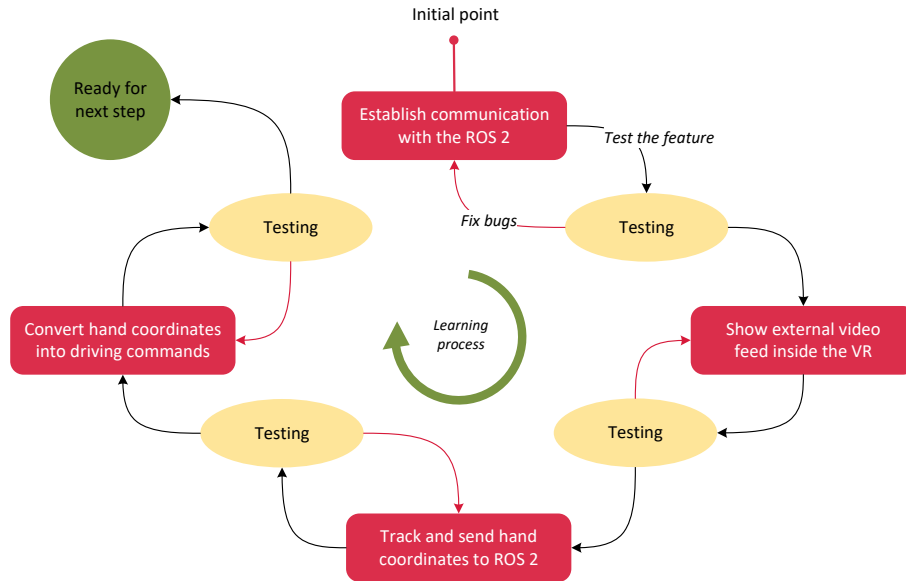 Initial point
Ready for
next step
Establish communication
with the ROS 2
Test the feature
Testing
Fix bugs
Testing
Convert hand coordinates
into driving commands
Learning
process
Show external video
feed inside the VR
Testing
Testing
Track and send hand
coordinates to ROS 2